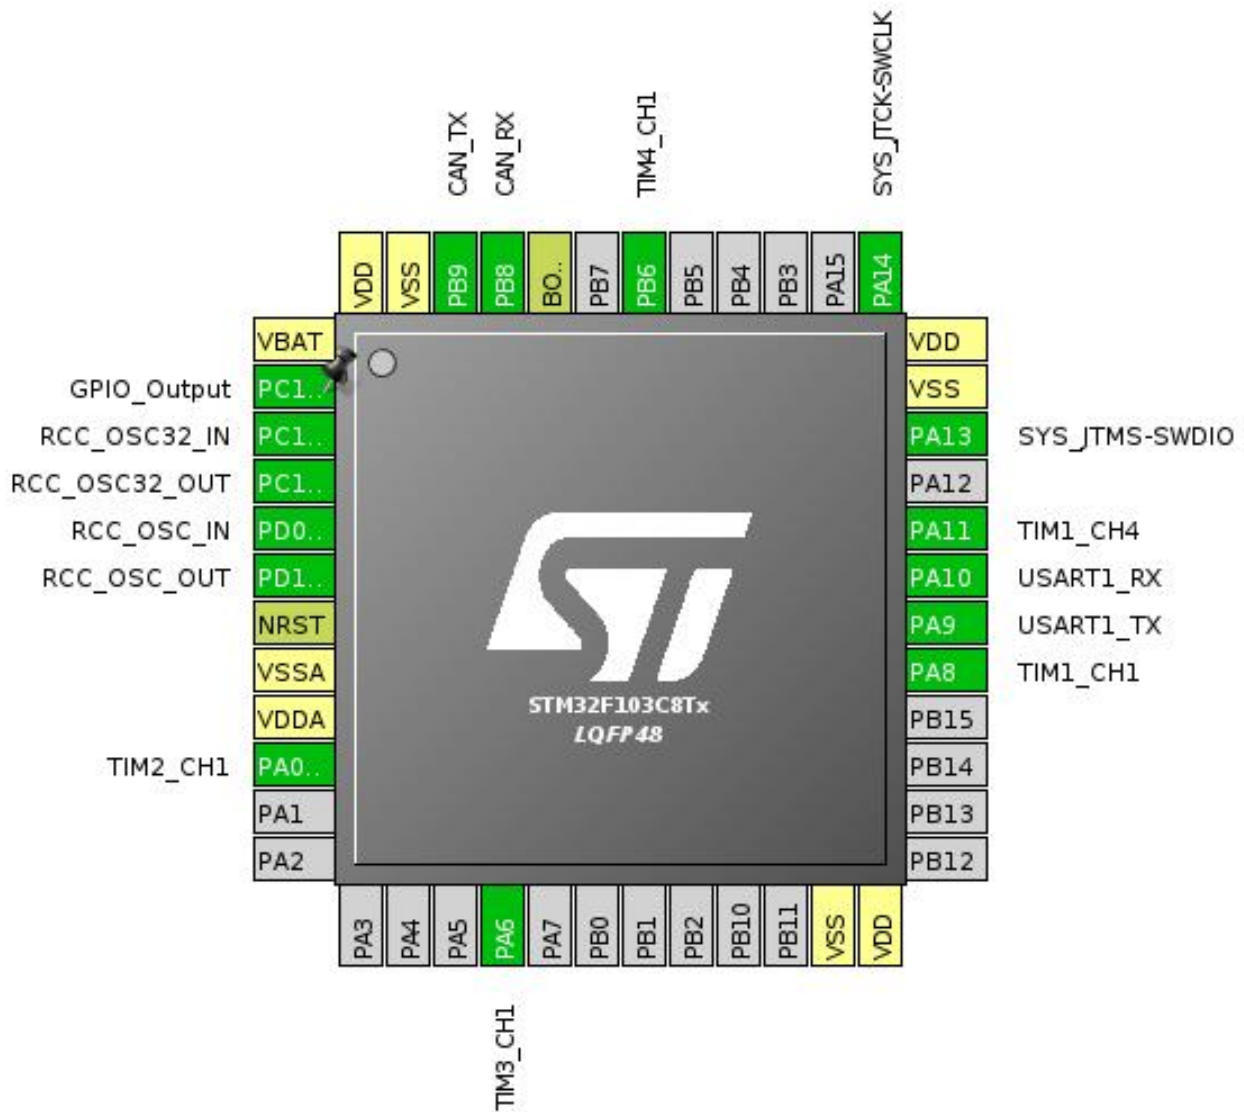 SYS_JTCK-SWCLK
CAN_TX
CAN_RX
TIM4_CH1
VDD
VSS
PB9
PB8
BO..
PB7
PB6
PB5
PB4
PB3
PA15
PA14
VBAT
GPIO_Output PC1..
RCC_OSC32_IN PC1..
RCC_OSC32_OUT PC1..
RCC_OSC_IN PD0..
RCC_OSC_OUT PD1..
NRST
VSSA
VDDA
TIM2_CH1 PA0..
PA1
PA2
ST
STM32F103C8Tx
LQFP48
VDD
VSS
PA13 SYS_JTMS-SWDIO
PA12
PA11 TIM1_CH4
PA10 USART1_RX
PA9 USART1_TX
PA8 TIM1_CH1
PB15
PB14
PB13
PB12
PA3
PA4
PA5
PA6
PA7
PB0
PB1
PB2
PB10
PB11
VSS
VDD
TIM3_CH1